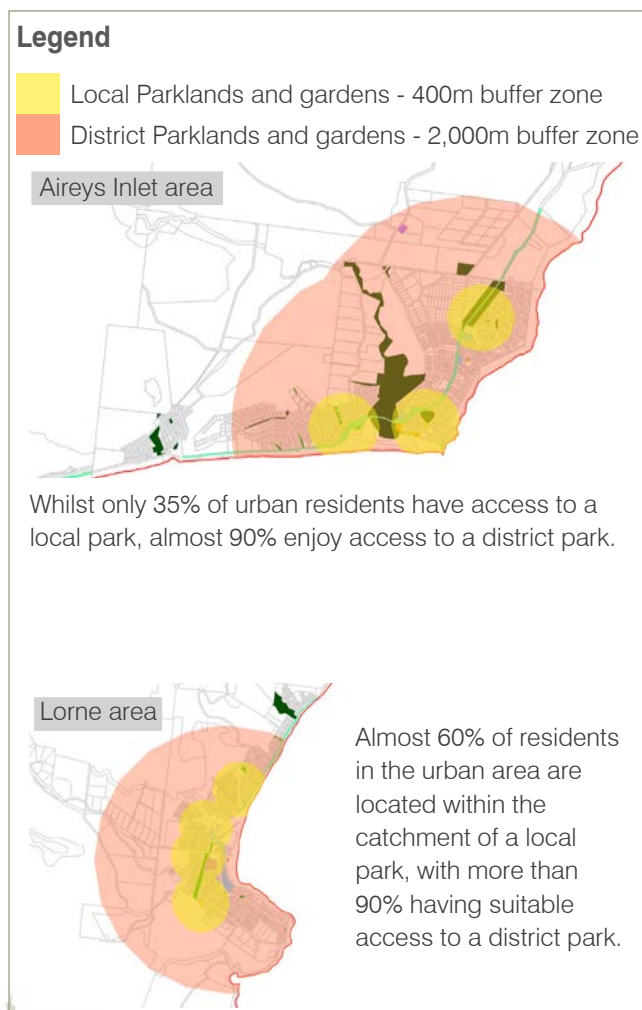 Legend
Local Parklands and gardens - 400m buffer zone
District Parklands and gardens - 2,000m buffer zone
Aireys Inlet area
Whilst only 35% of urban residents have access to a
local park, almost 90% enjoy access to a district park.
Lorne area
Almost 60% of residents
in the urban area are
located within the
catchment of a local
park, with more than
90% having suitable
access to a district park.